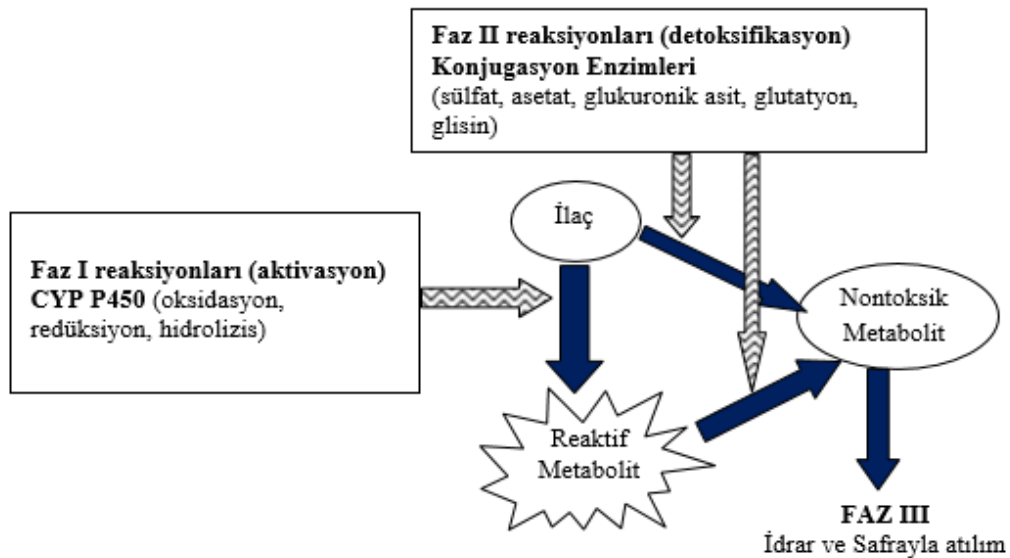 Faz II reaksiyonları (detoksifikasyon)
Konjugasyon Enzimleri
(sülfat, asetat, glukuronik asit, glutatyon,
glisin)
İlaç
Faz I reaksiyonları (aktivasyon)
CYP P450 (oksidasyon,
redüksiyon, hidrolizis)
Nontoksik
Metabolit
Reaktif
Metabolit
FAZ III
İdrar ve Safrayla atılım